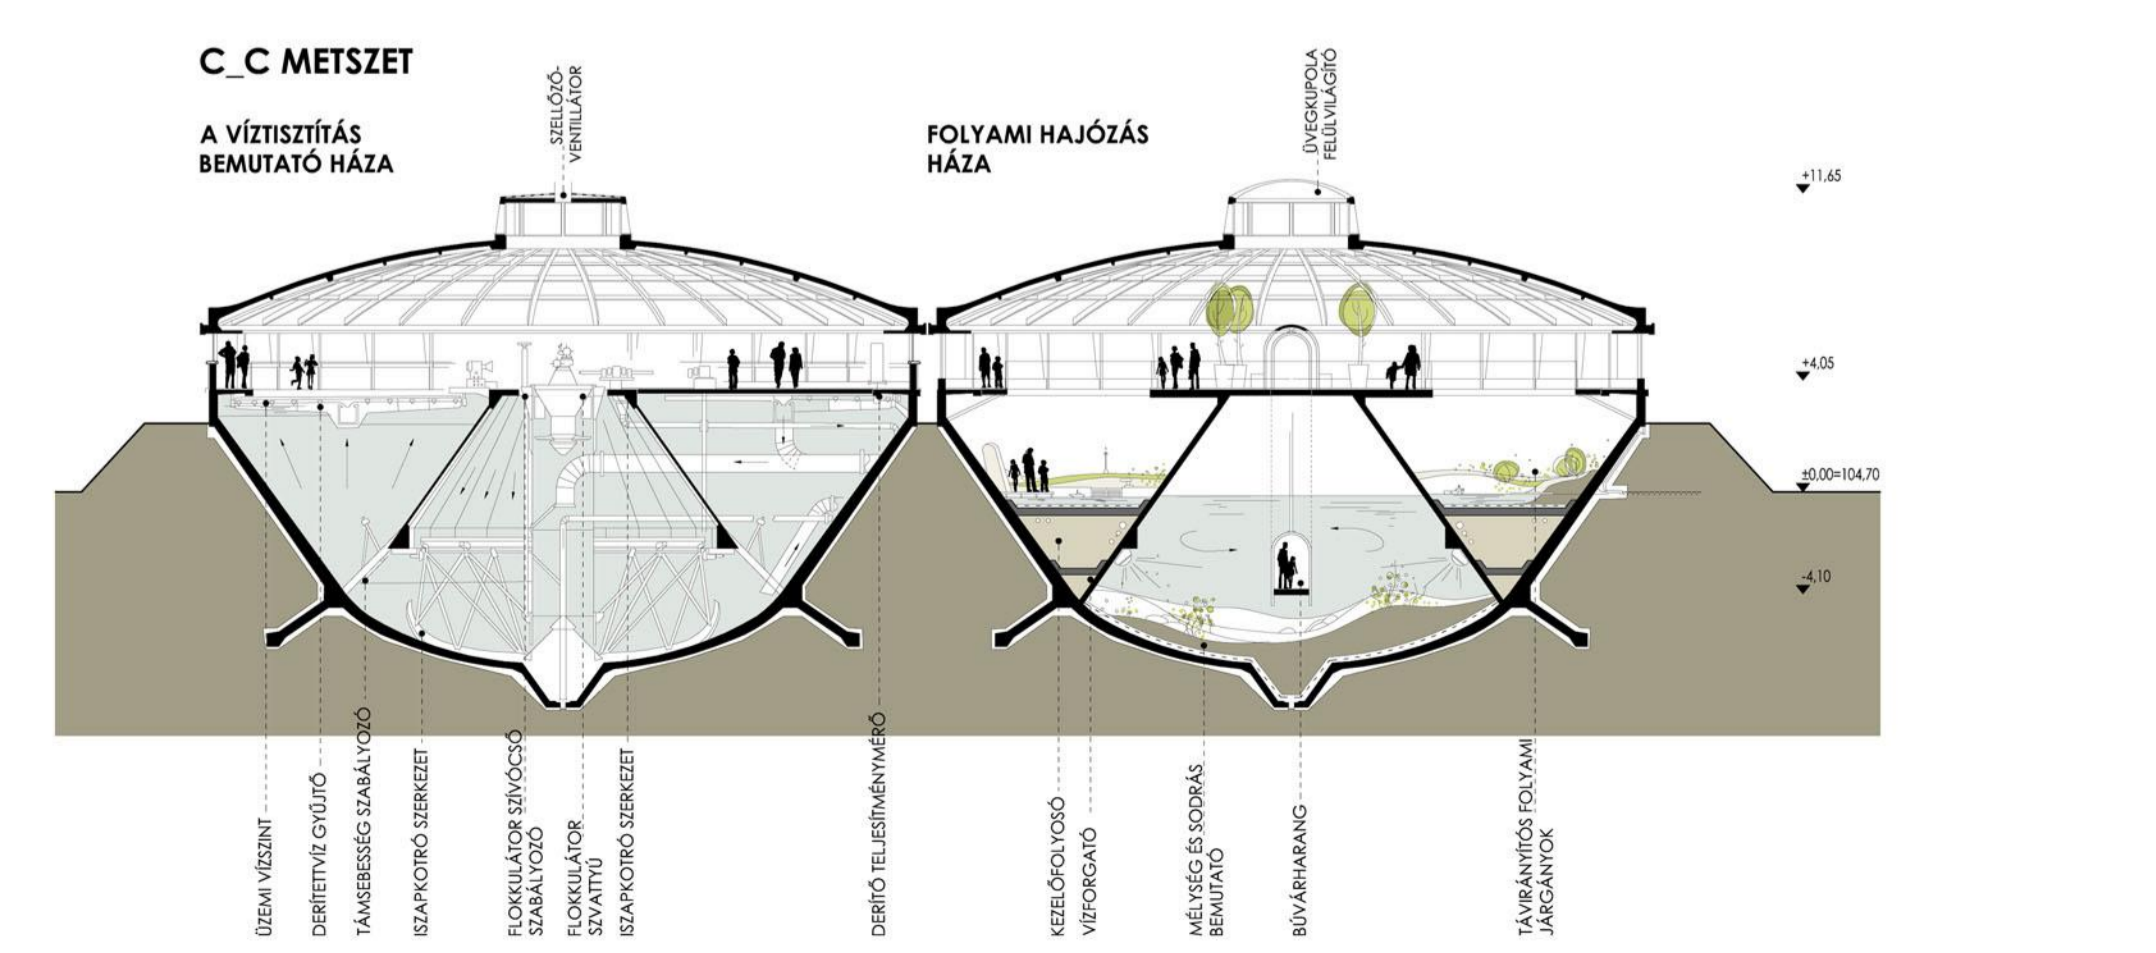 C_C METSZET
A VÍZTISZTÍTÁS
BEMUTATÓ HÁZA
SZELLŐZŐ-
VENTILLÁTOR
FOLYAMI HAJÓZÁS
HÁZA
ÜVEGKUPOLA
FELÜLVILÁGÍTÓ
+11,65
+4,05
±0,00=104,70
-4,10
ÜZEMI VÍZSZINT
DERÍTETTVÍZ GYŰJTŐ
TÁMSEBESSÉG SZABÁLYOZÓ
ISZAPKOTRÓ SZERKEZET
FLOKKULÁTOR SZÍVÓCSŐ
SZABÁLYOZÓ
FLOKKULÁTOR
SZVATTYÚ
ISZAPKOTRÓ SZERKEZET
DERÍTŐ TELJESÍTMÉNYMÉRŐ
KEZELŐFOLYOSÓ
VÍZFORGATÓ
MÉLYSÉG ÉS SODRÁS
BEMUTATÓ
BÚVÁRHARANG
TÁVIRÁNYÍTÓS FOLYAMI
JÁRGÁNYOK